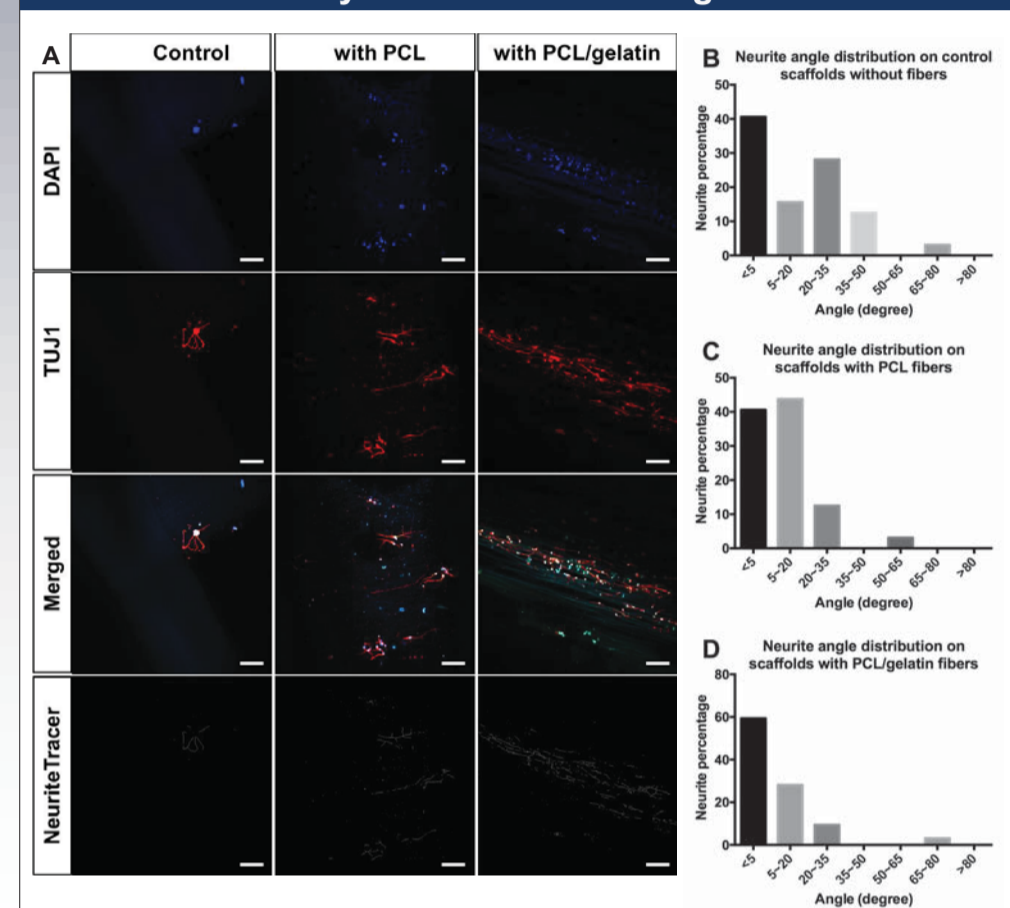 A
Control
with PCL
with PCL/gelatin
DAPI
TUJ1
Merged
NeuriteTracer
B
Neurite angle distribution on control
scaffolds without fibers
Neurite percentage
50
40
30
20
10
0
<5
5~20
20~35
35~50
50~65
65~80
>80
Angle (degree)
C
Neurite angle distribution on
scaffolds with PCL fibers
Neurite percentage
50
40
30
20
10
0
<5
5~20
20~35
35~50
50~65
65~80
>80
Angle (degree)
D
Neurite angle distribution on
scaffolds with PCL/gelatin fibers
Neurite percentage
80
60
40
20
0
<5
5~20
20~35
35~50
50~65
65~80
>80
Angle (degree)